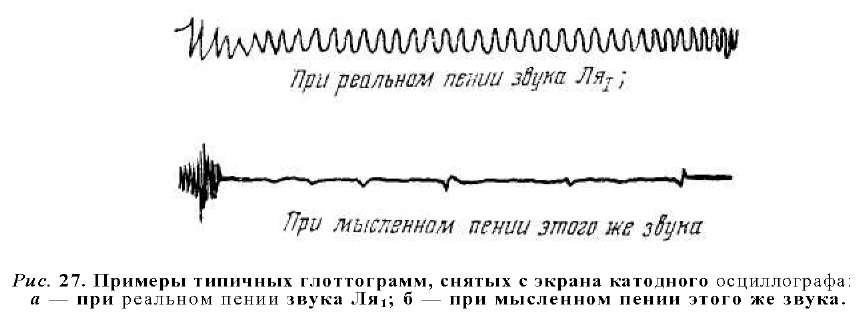 При реальном пении звука Ля₁;
При мысленном пении этого же звука
Рис. 27. Примеры типичных глоттограмм, снятых с экрана катодного осциллографа:
а — при реальном пении звука Ля₁; б — при мысленном пении этого же звука.